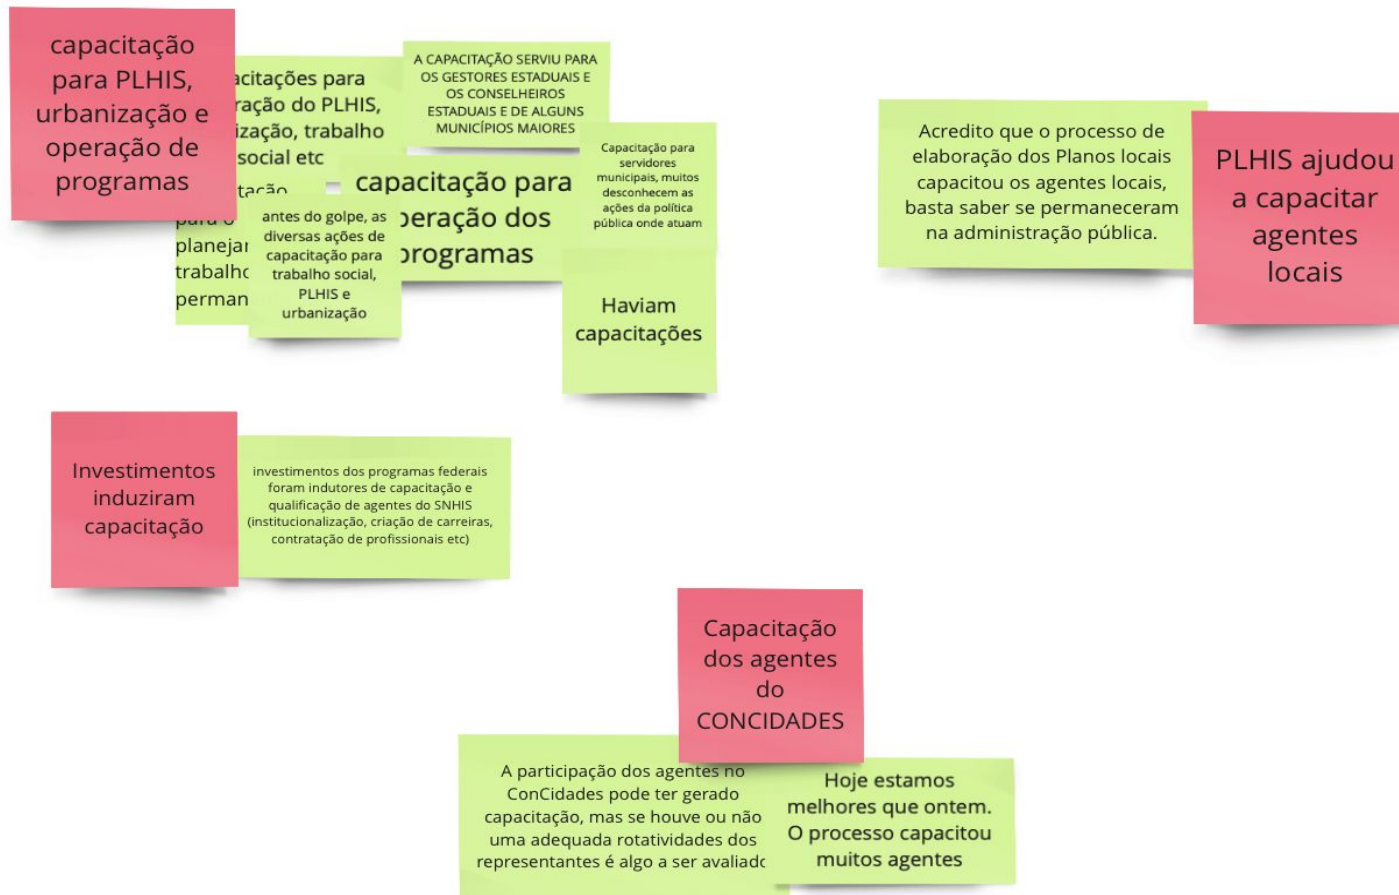 capacitação
para PLHIS,
urbanização e
operação de
programas
acitações para
ração do PLHIS,
ização, trabalho
social etc
A CAPACITAÇÃO SERVIU PARA
OS GESTORES ESTADUAIS E
OS CONSELHEIROS
ESTADUAIS E DE ALGUNS
MUNICÍPIOS MAIORES
tação
para o
planejar
trabalho
perman
antes do golpe, as
diversas ações de
capacitação para
trabalho social,
PLHIS e
urbanização
capacitação para
operação dos
programas
Capacitação para
servidores
municipais, muitos
desconhecem as
ações da política
pública onde atuam
Haviam
capacitações
Acredito que o processo de
elaboração dos Planos locais
capacitou os agentes locais,
basta saber se permaneceram
na administração pública.
PLHIS ajudou
a capacitar
agentes
locais
Investimentos
induziram
capacitação
investimentos dos programas federais
foram indutores de capacitação e
qualificação de agentes do SNHIS
(institucionalização, criação de carreiras,
contratação de profissionais etc)
Capacitação
dos agentes
do
CONCIDADES
A participação dos agentes no
ConCidades pode ter gerado
capacitação, mas se houve ou não
uma adequada rotatividades dos
representantes é algo a ser avaliado
Hoje estamos
melhores que ontem.
O processo capacitou
muitos agentes